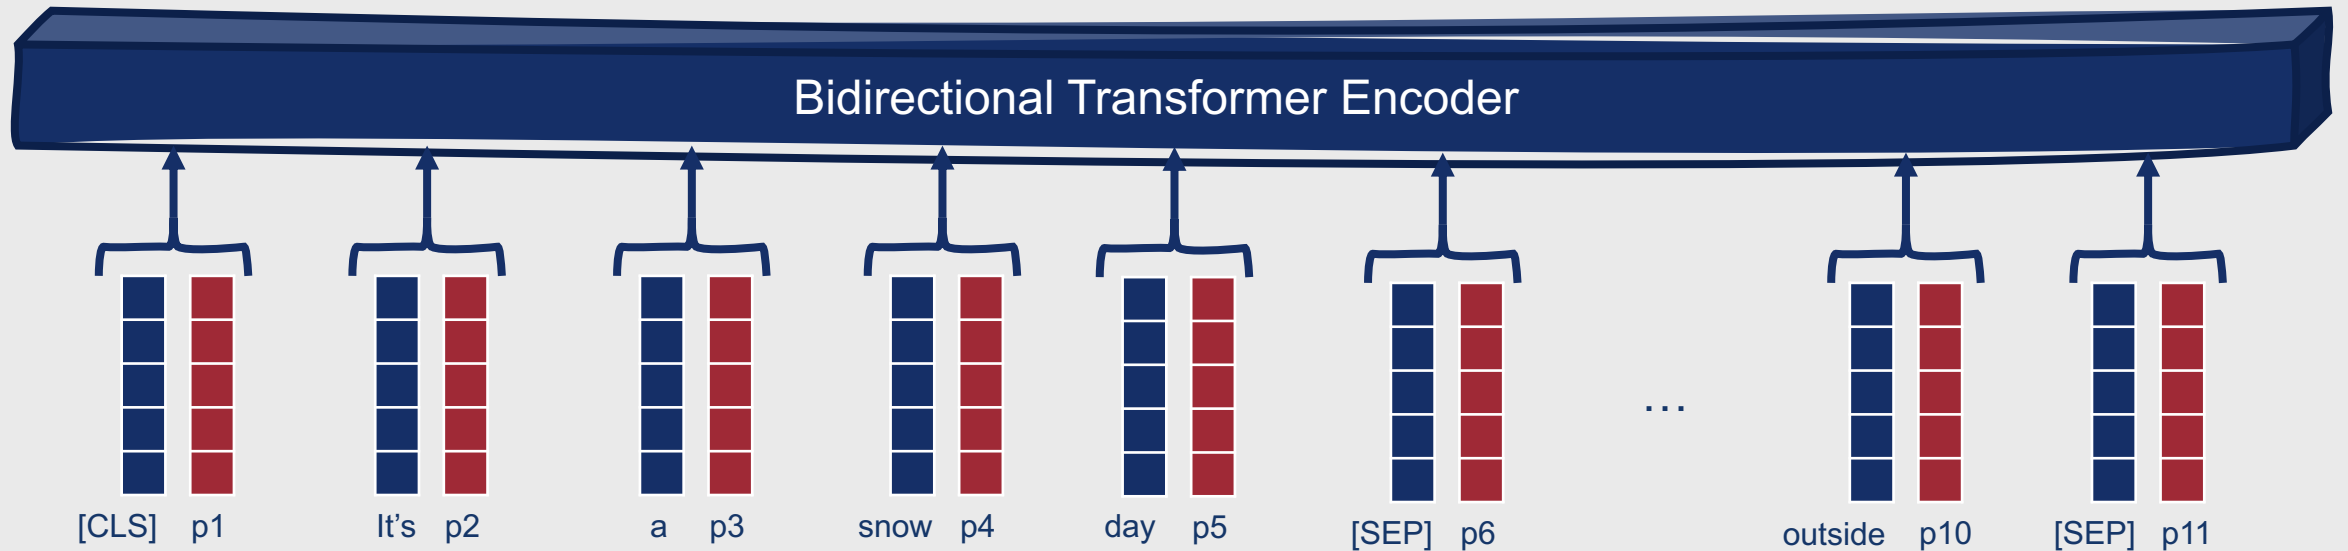 Bidirectional Transformer Encoder
...
[CLS] p1 It’s p2 a p3 snow p4 day p5 [SEP] p6 outside p10 [SEP] p11